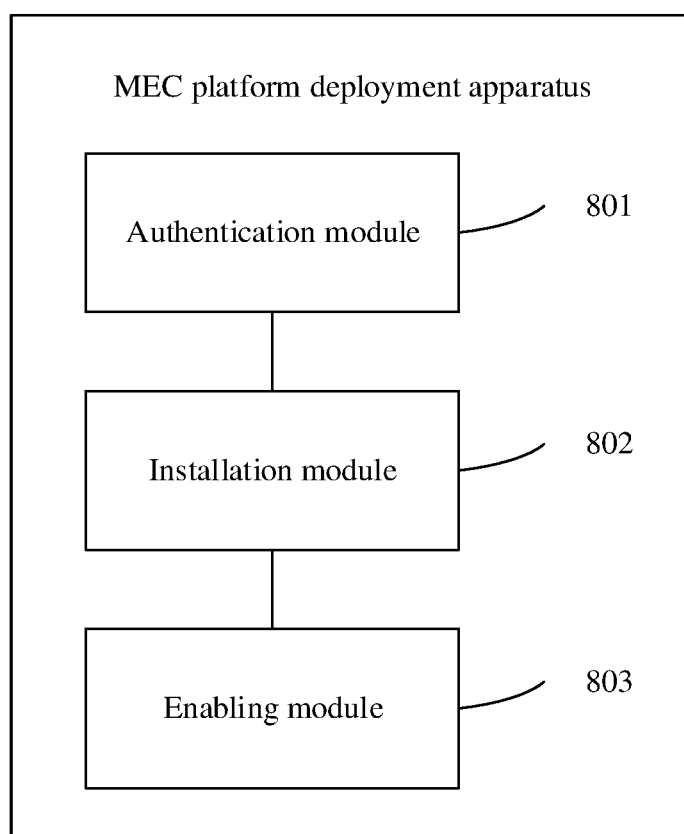 MEC platform deployment apparatus
Authentication module
801
Installation module
802
Enabling module
803